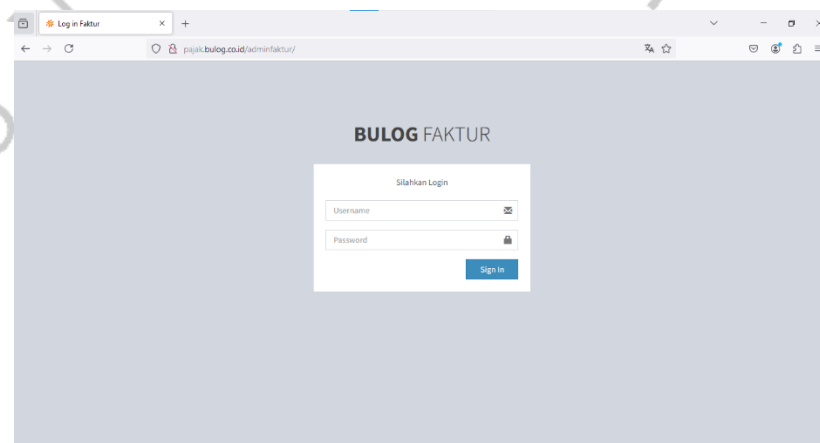 Log in Faktur
pajak.bulog.co.id/adminfaktur/
BULOG FAKTUR
Silahkan Login
Username
Password
Sign In